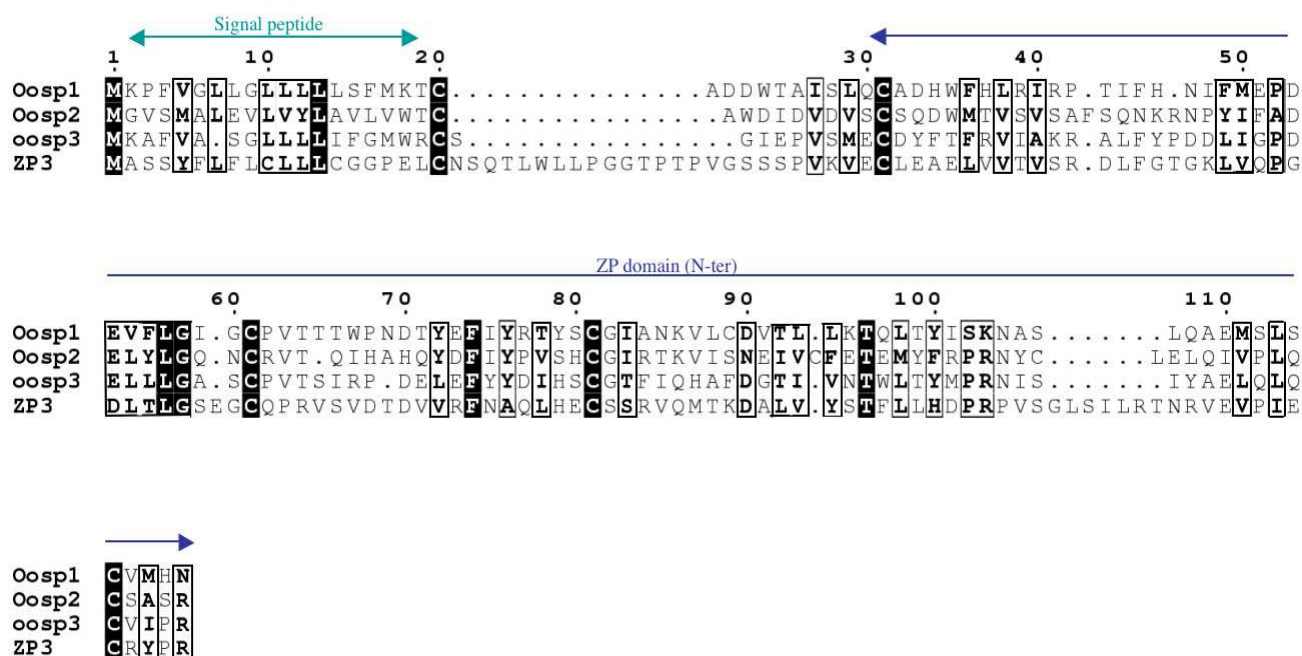 Signal peptide
1 10 20 30 40 50
Oosp1 MKPFVGLLGLLLLLSFMKTC...............ADDWTAISLQCADHWFHLRIRP.TIFH.NIFMEPD
Oosp2 MGVSMALEVLVYLAVLVWTC................AWDIDVDVSCSQDWMTVSVSAFSQNKRNPYIFAD
oosp3 MKAFVA.SGLLLLIFGMWRCS................GIEPVSMECDYFTFRVIAKR.ALFYPDDLIGPD
ZP3 MASSYFLFLCLLLCGGPELCNSQTLWLLPGGTPTPVGSSSPVKVECLEAELVVTVSR.DLFGTGKLVQPG
ZP domain (N-ter)
60 70 80 90 100 110
Oosp1 EVFLGI.GCPVTTTWPNDTYEFIYRTYSCGIANKVLCDVTL.LKTQLTYISKNAS.......LQAEMSLS
Oosp2 ELYLGQ.NCRVT.QIHAHQYDFIYPVSHCGIRTKVISNEIVCFETEMYFRPRNYC......LELQIVPLQ
oosp3 ELLLGA.SCPVTSIRP.DELEFYYDIHSCGTFIQHAFDGTI.VNTWLTYMPRNIS.......IYAELQLQ
ZP3 DLTLGSEGCQPRVSVDTDVVRFNAQLHECSSRVQMTKDALV.YSTFLLHDPRPVSGLSILRTNRVEVPIE
Oosp1 CVMHN
Oosp2 CSASR
oosp3 CVIPR
ZP3 CRYPR